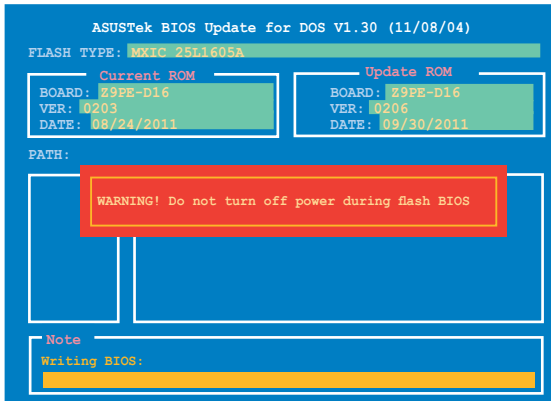 ASUSTek BIOS Update for DOS V1.30 (11/08/04)
FLASH TYPE: MXIC 25L1605A
Current ROM
BOARD: Z9PE-D16
VER: 0203
DATE: 08/24/2011
Update ROM
BOARD: Z9PE-D16
VER: 0206
DATE: 09/30/2011
PATH:
WARNING! Do not turn off power during flash BIOS
Note
Writing BIOS: